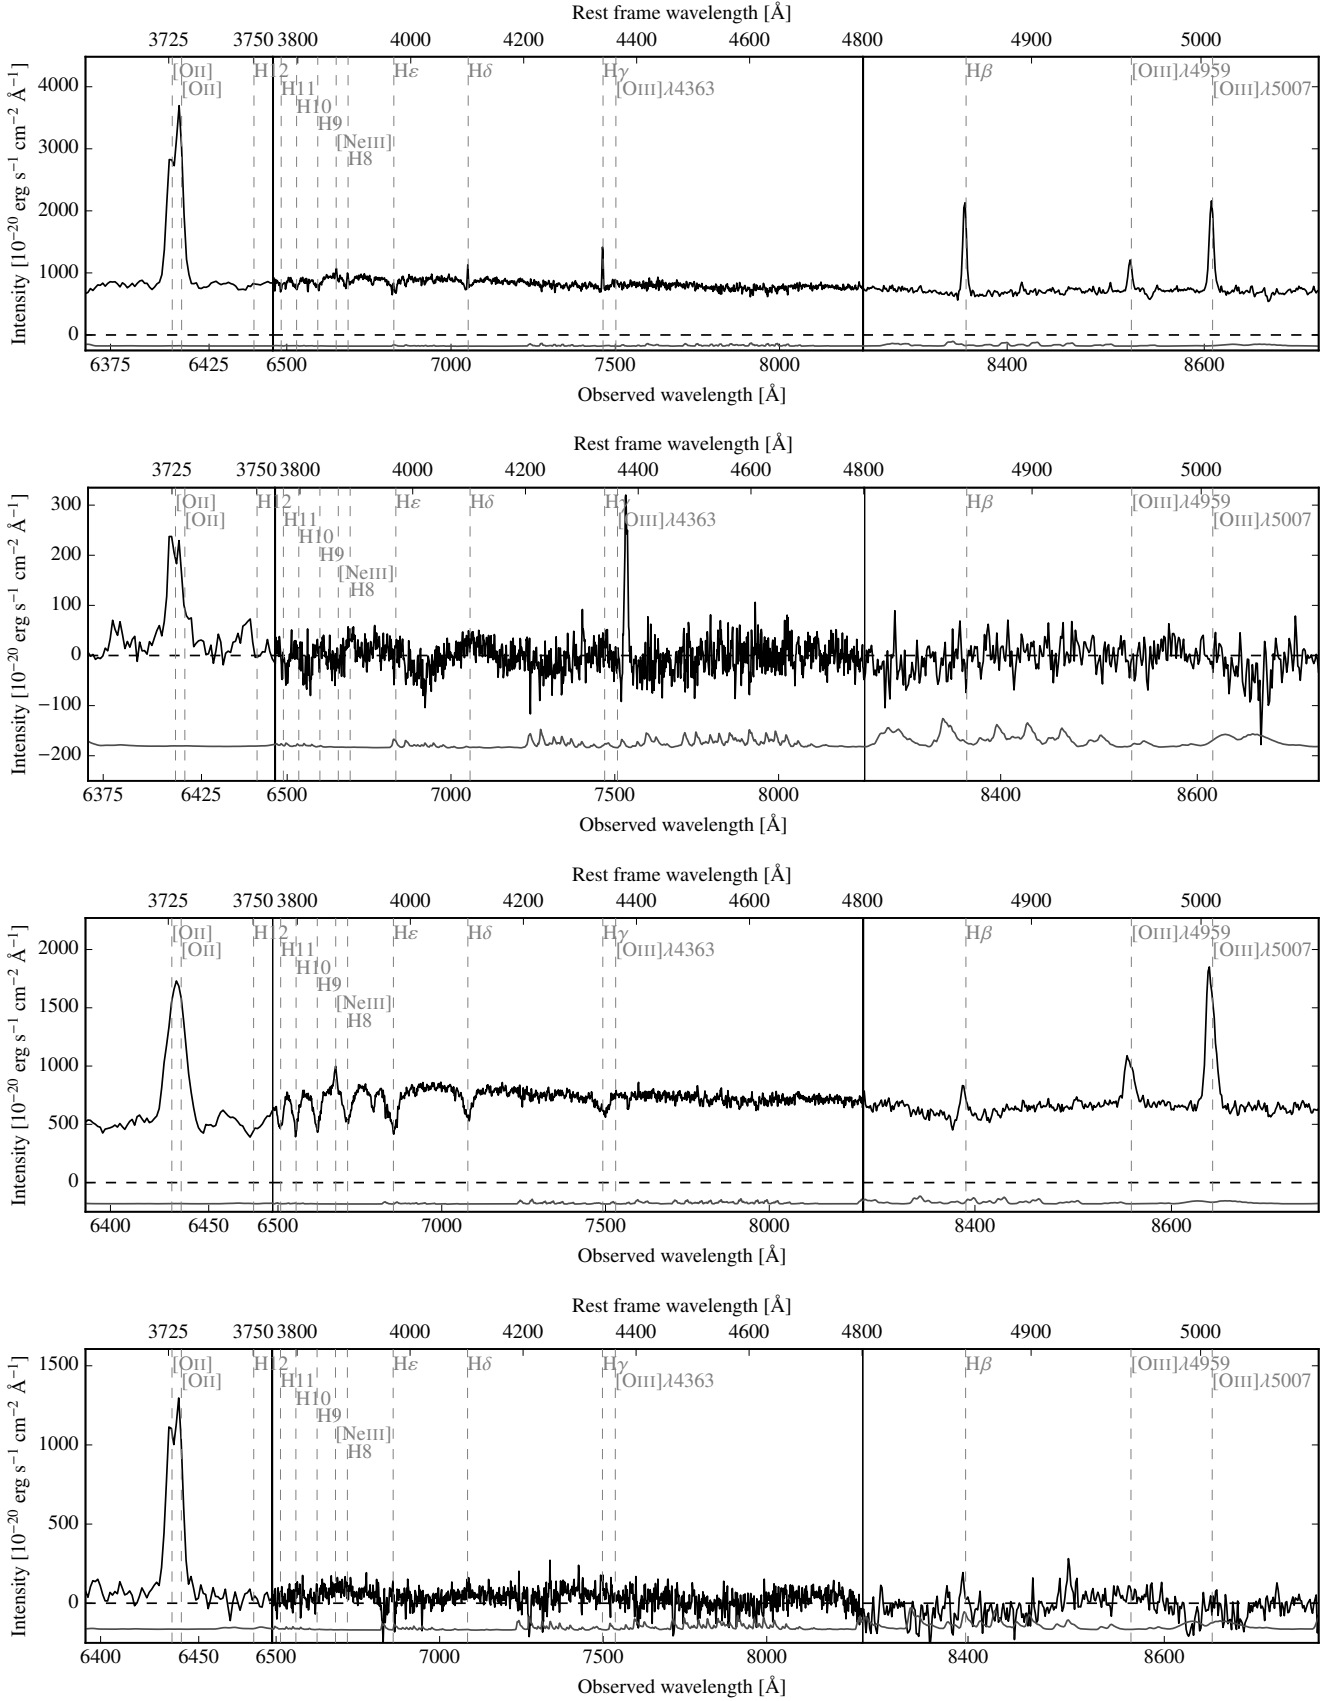 Rest frame wavelength [Å]
3725 3750 3800 4000 4200 4400 4600 4800 4900 5000
[OII] H12 Hε Hδ Hγ Hβ [OIII]λ4959
[OII] H11 [OIII]λ4363 [OIII]λ5007
H10
H9
[NeIII]
H8
4000
3000
2000
1000
0
Intensity [10⁻²⁰ erg s⁻¹ cm⁻² Å⁻¹]
6375 6425 6500 7000 7500 8000 8400 8600
Observed wavelength [Å]
Rest frame wavelength [Å]
3725 3750 3800 4000 4200 4400 4600 4800 4900 5000
[OII] H12 Hε Hδ Hγ Hβ [OIII]λ4959
[OII] H11 [OIII]λ4363 [OIII]λ5007
H10
H9
[NeIII]
H8
300
200
100
0
−100
−200
Intensity [10⁻²⁰ erg s⁻¹ cm⁻² Å⁻¹]
6375 6425 6500 7000 7500 8000 8400 8600
Observed wavelength [Å]
Rest frame wavelength [Å]
3725 3750 3800 4000 4200 4400 4600 4800 4900 5000
[OII] H12 Hε Hδ Hγ Hβ [OIII]λ4959
[OII] H11 [OIII]λ4363 [OIII]λ5007
H10
H9
[NeIII]
H8
2000
1500
1000
500
0
Intensity [10⁻²⁰ erg s⁻¹ cm⁻² Å⁻¹]
6400 6450 6500 7000 7500 8000 8400 8600
Observed wavelength [Å]
Rest frame wavelength [Å]
3725 3750 3800 4000 4200 4400 4600 4800 4900 5000
[OII] H12 Hε Hδ Hγ Hβ [OIII]λ4959
[OII] H11 [OIII]λ4363 [OIII]λ5007
H10
H9
[NeIII]
H8
1500
1000
500
0
Intensity [10⁻²⁰ erg s⁻¹ cm⁻² Å⁻¹]
6400 6450 6500 7000 7500 8000 8400 8600
Observed wavelength [Å]